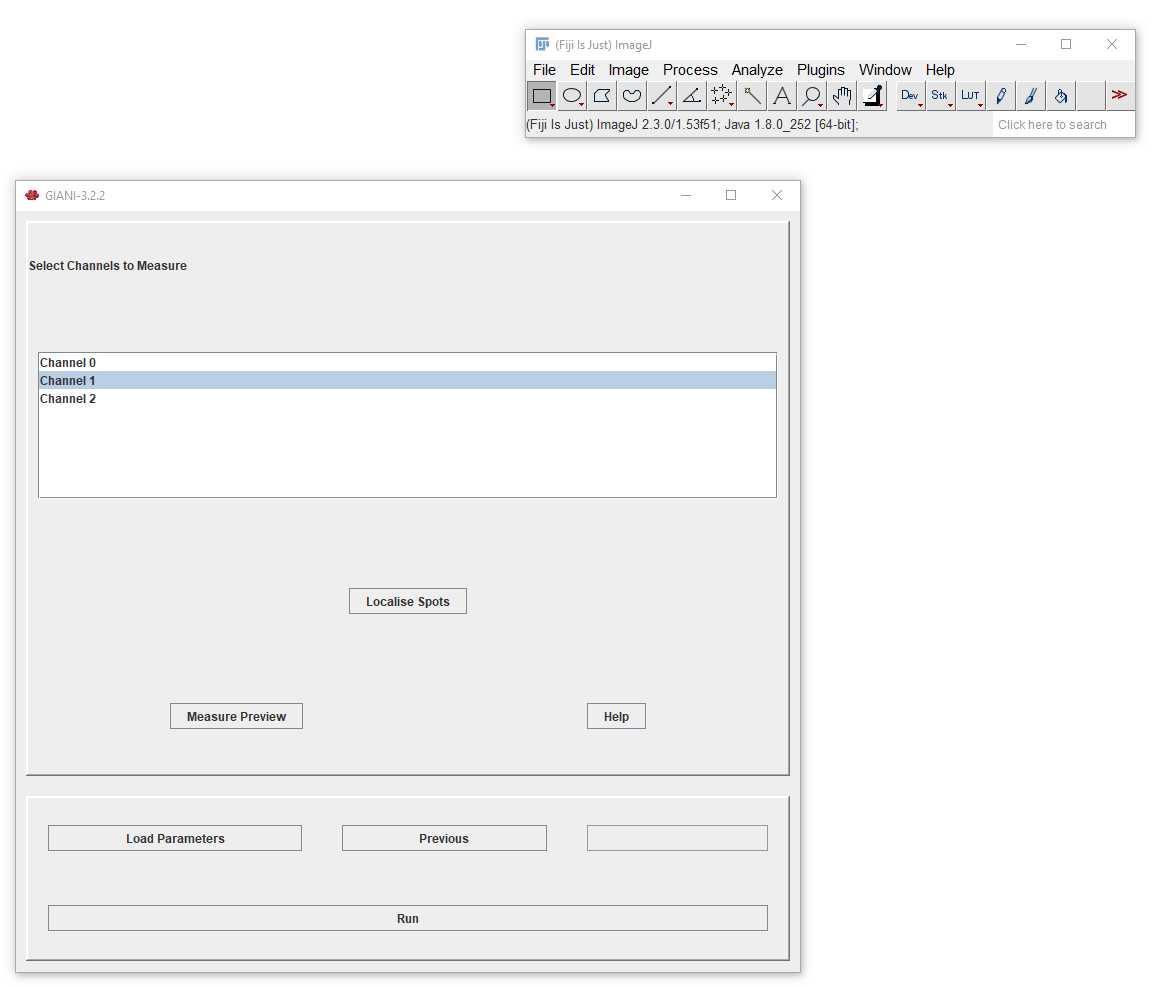 (Fiji Is Just) ImageJ
File Edit Image Process Analyze Plugins Window Help
Dev Stk LUT
(Fiji Is Just) ImageJ 2.3.0/1.53f51; Java 1.8.0_252 [64-bit]; Click here to search
GIANI-3.2.2
Select Channels to Measure
Channel 0
Channel 1
Channel 2
Localise Spots
Measure Preview Help
Load Parameters Previous
Run